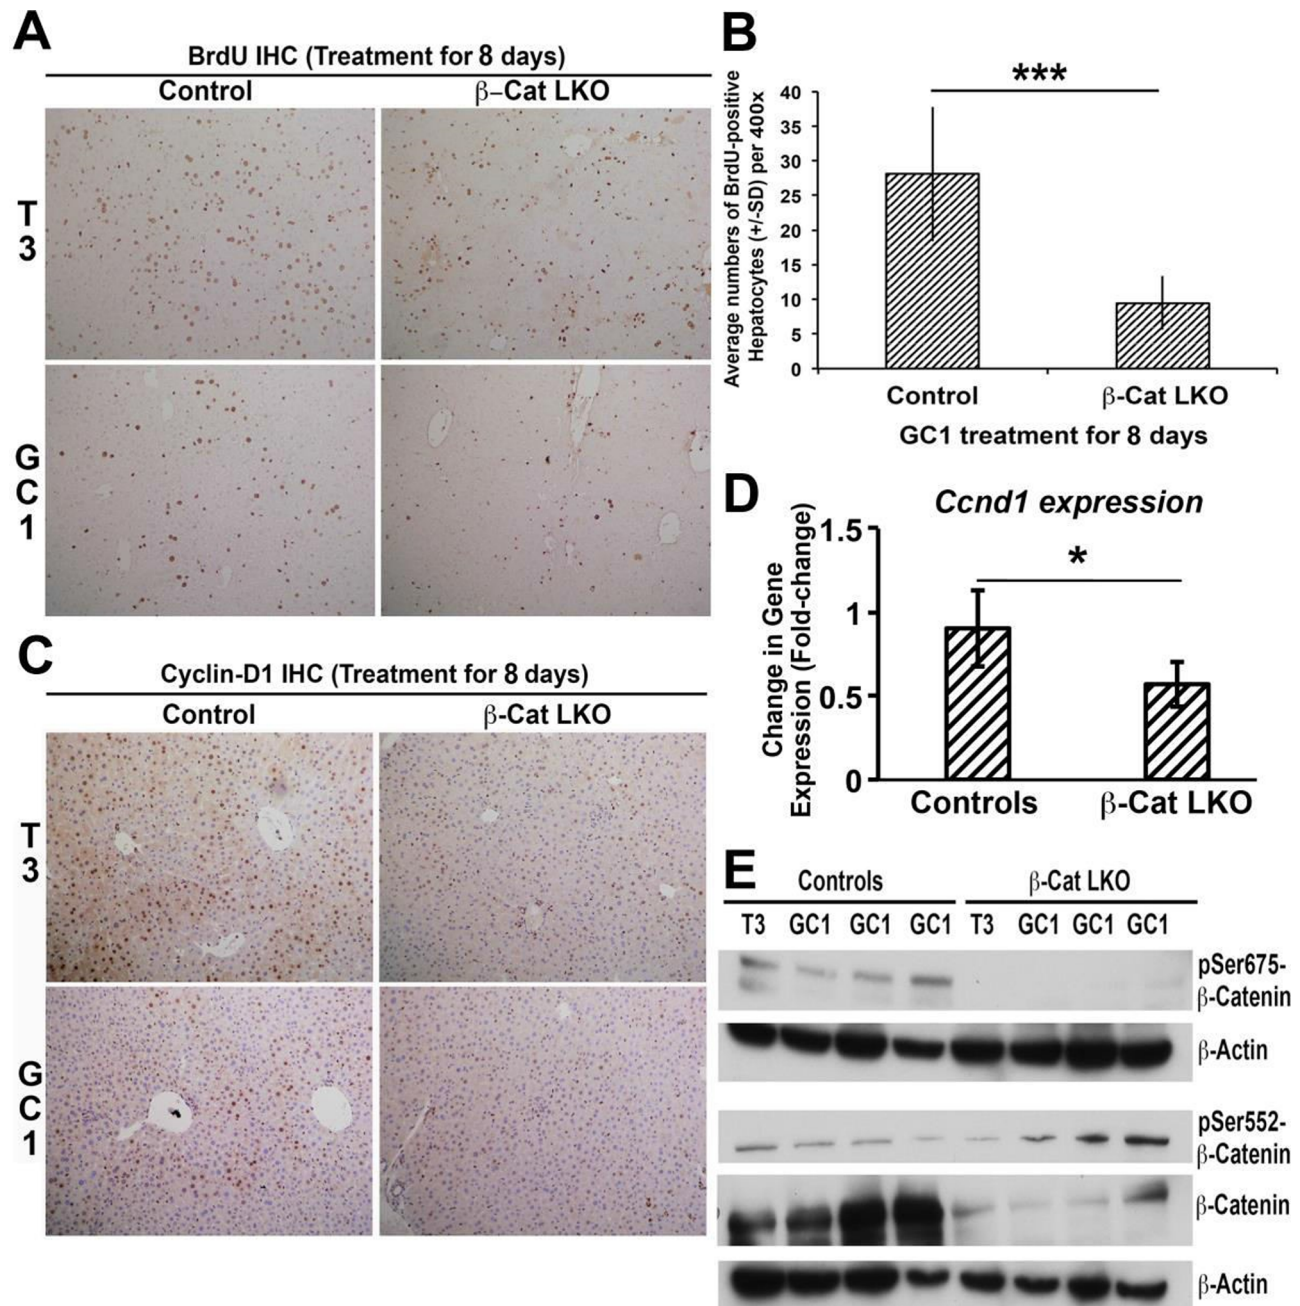 A
BrdU IHC (Treatment for 8 days)
Control
β–Cat LKO
T
3
G
C
1
B
Average numbers of BrdU-positive
Hepatocytes (+/-SD) per 400x
40
35
30
25
20
15
10
5
0
***
Control
β-Cat LKO
GC1 treatment for 8 days
C
Cyclin-D1 IHC (Treatment for 8 days)
Control
β-Cat LKO
T
3
G
C
1
D
Ccnd1 expression
Change in Gene
Expression (Fold-change)
1.5
1
0.5
0
*
Controls
β-Cat LKO
E
Controls
β-Cat LKO
T3 GC1 GC1 GC1 T3 GC1 GC1 GC1
pSer675-
β-Catenin
β-Actin
pSer552-
β-Catenin
β-Catenin
β-Actin